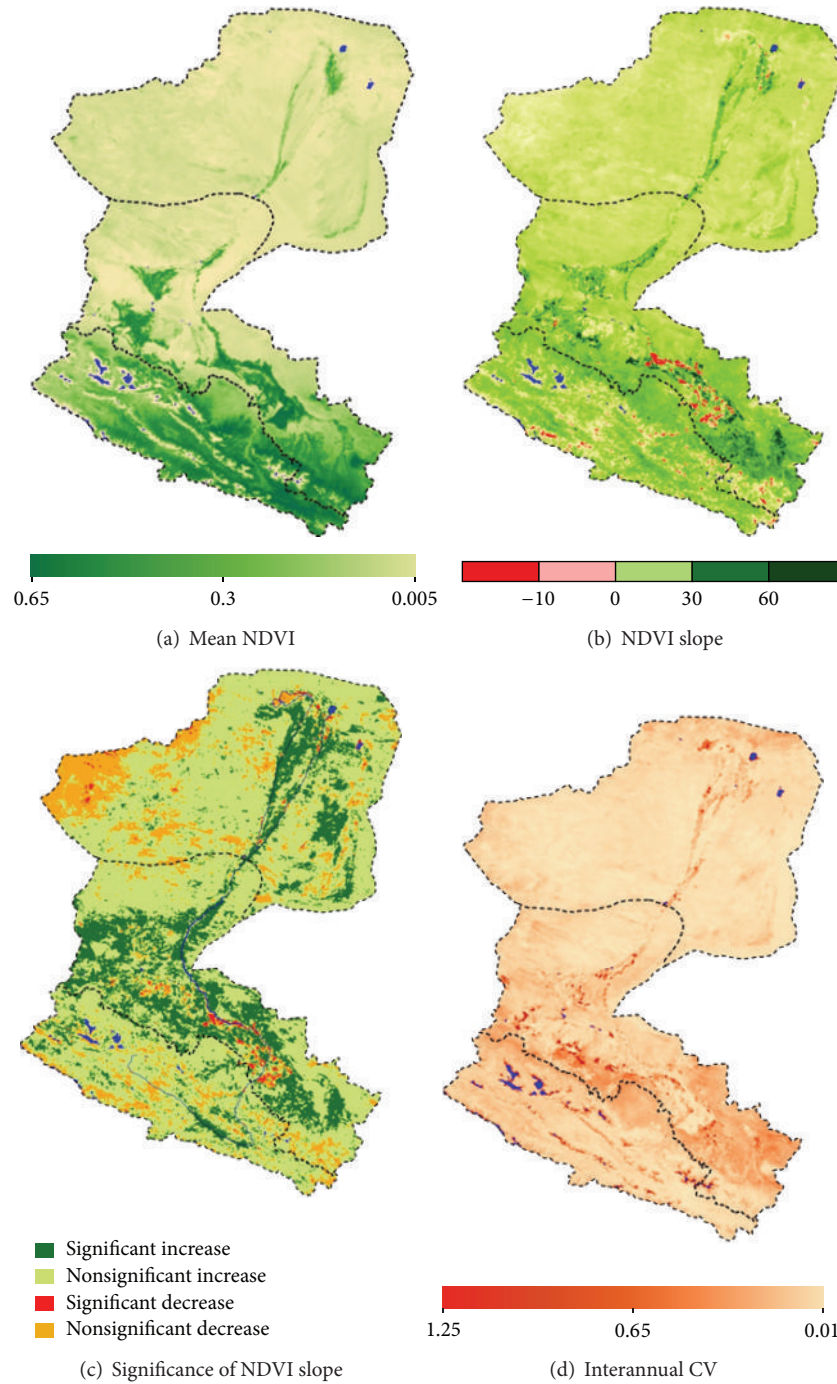 0.65 0.3 0.005
(a) Mean NDVI
−10 0 30 60
(b) NDVI slope
Significant increase
Nonsignificant increase
Significant decrease
Nonsignificant decrease
(c) Significance of NDVI slope
1.25 0.65 0.01
(d) Interannual CV